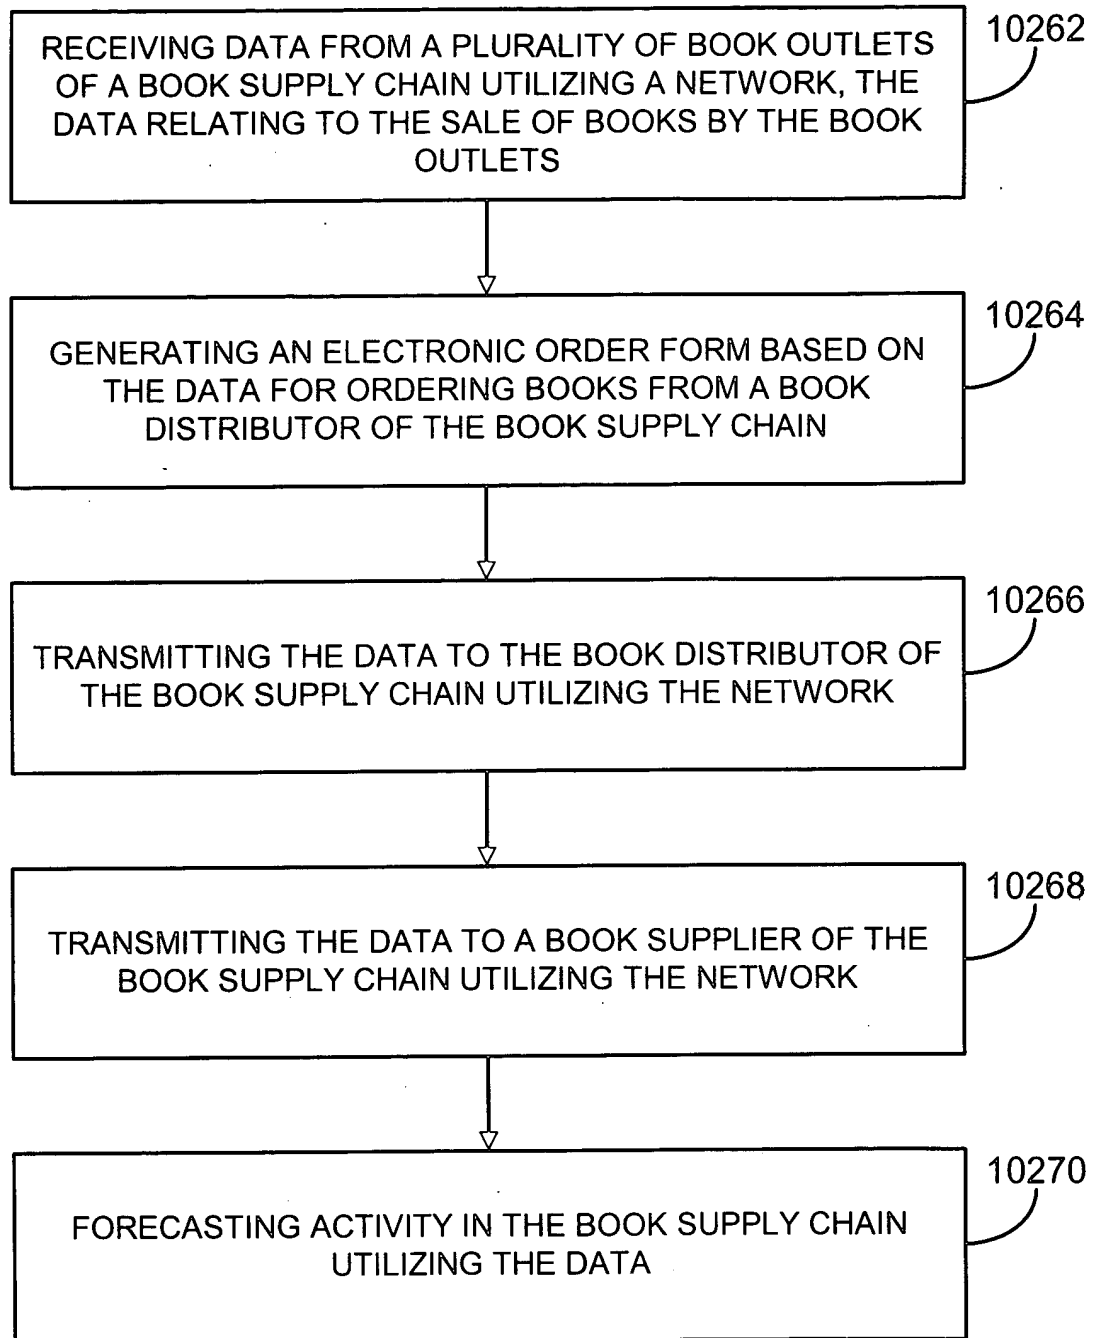 RECEIVING DATA FROM A PLURALITY OF BOOK OUTLETS
OF A BOOK SUPPLY CHAIN UTILIZING A NETWORK, THE
DATA RELATING TO THE SALE OF BOOKS BY THE BOOK
OUTLETS
10262
GENERATING AN ELECTRONIC ORDER FORM BASED ON
THE DATA FOR ORDERING BOOKS FROM A BOOK
DISTRIBUTOR OF THE BOOK SUPPLY CHAIN
10264
TRANSMITTING THE DATA TO THE BOOK DISTRIBUTOR OF
THE BOOK SUPPLY CHAIN UTILIZING THE NETWORK
10266
TRANSMITTING THE DATA TO A BOOK SUPPLIER OF THE
BOOK SUPPLY CHAIN UTILIZING THE NETWORK
10268
FORECASTING ACTIVITY IN THE BOOK SUPPLY CHAIN
UTILIZING THE DATA
10270